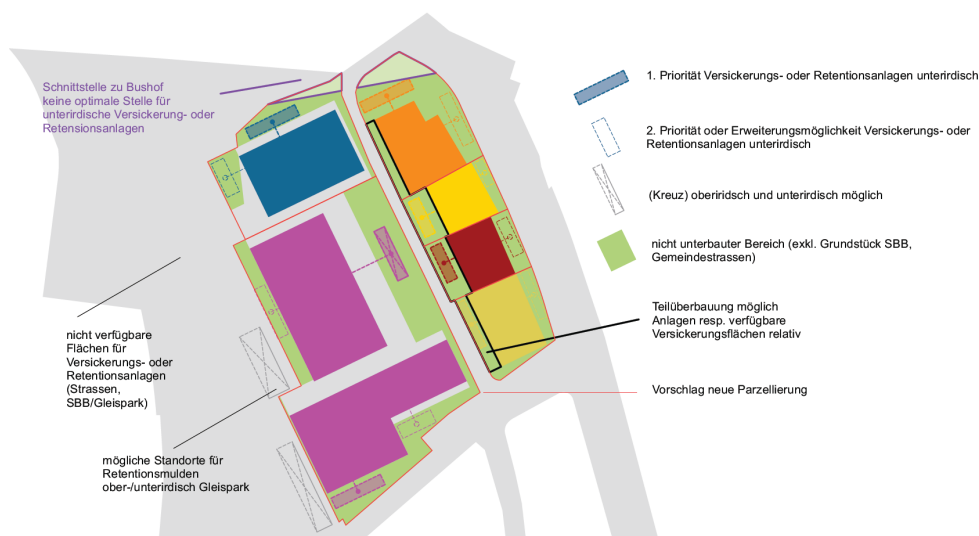 Schnittstelle zu Bushof
keine optimale Stelle für
unterirdische Versickerung- oder
Retensionsanlagen
nicht verfügbare
Flächen für
Versickerungs- oder
Retentionsanlagen
(Strassen,
SBB/Gleispark)
mögliche Standorte für
Retentionsmulden
ober-/unterirdisch Gleispark
1. Priorität Versickerungs- oder Retentionsanlagen unterirdisch
2. Priorität oder Erweiterungsmöglichkeit Versickerungs- oder
Retentionsanlagen unterirdisch
(Kreuz) oberiridsch und unterirdisch möglich
nicht unterbauter Bereich (exkl. Grundstück SBB,
Gemeindestrassen)
Teilüberbauung möglich
Anlagen resp. verfügbare
Versickerungsflächen relativ
Vorschlag neue Parzellierung